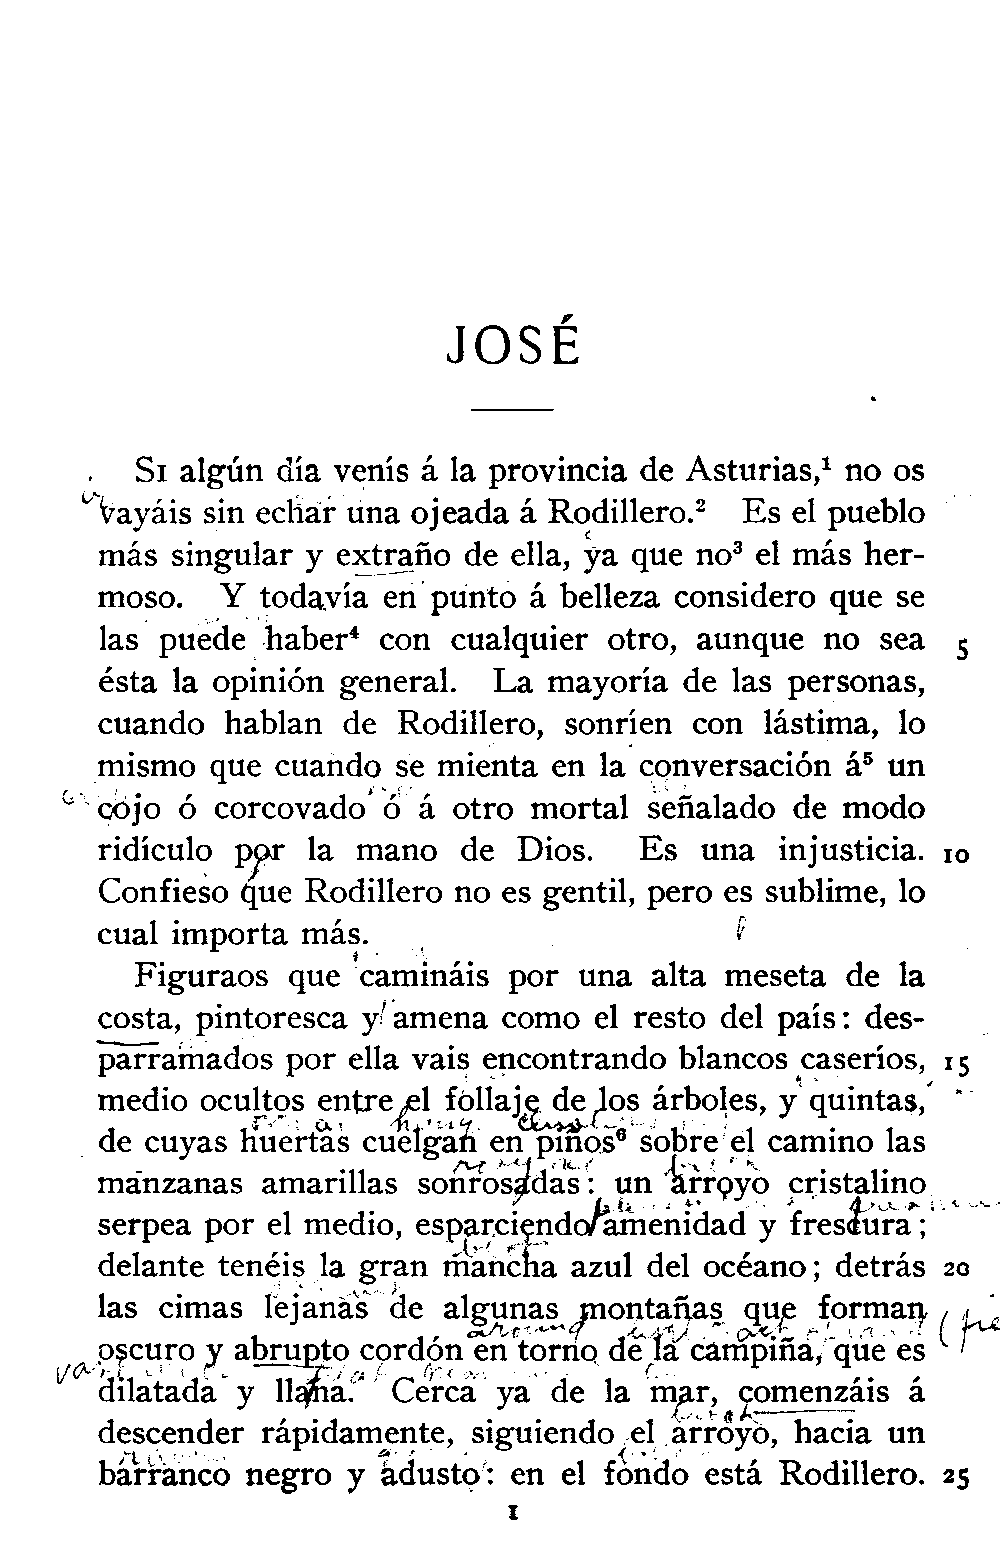 JOSÉ
SI algún día venís á la provincia de Asturias,¹ no os
vayáis sin echar una ojeada á Rodillero.² Es el pueblo
más singular y extraño de ella, ya que no³ el más her-
moso. Y todavía en punto á belleza considero que se
las puede haber⁴ con cualquier otro, aunque no sea 5
ésta la opinión general. La mayoría de las personas,
cuando hablan de Rodillero, sonríen con lástima, lo
mismo que cuando se mienta en la conversación á⁵ un
cojo ó corcovado ó á otro mortal señalado de modo
ridículo por la mano de Dios. Es una injusticia. 10
Confieso que Rodillero no es gentil, pero es sublime, lo
cual importa más.
Figuraos que camináis por una alta meseta de la
costa, pintoresca y amena como el resto del país: des-
parramados por ella vais encontrando blancos caseríos, 15
medio ocultos entre el follaje de los árboles, y quintas,
de cuyas huertas cuelgan en piños⁶ sobre el camino las
manzanas amarillas sonrosadas: un arroyo cristalino
serpea por el medio, esparciendo amenidad y frescura;
delante tenéis la gran mancha azul del océano; detrás 20
las cimas lejanas de algunas montañas que forman
around
oscuro y abrupto cordón en torno de la campiña, que es
dilatada y llana. Cerca ya de la mar, comenzáis á
descender rápidamente, siguiendo el arroyo, hacia un
barranco negro y adusto: en el fondo está Rodillero. 25
1